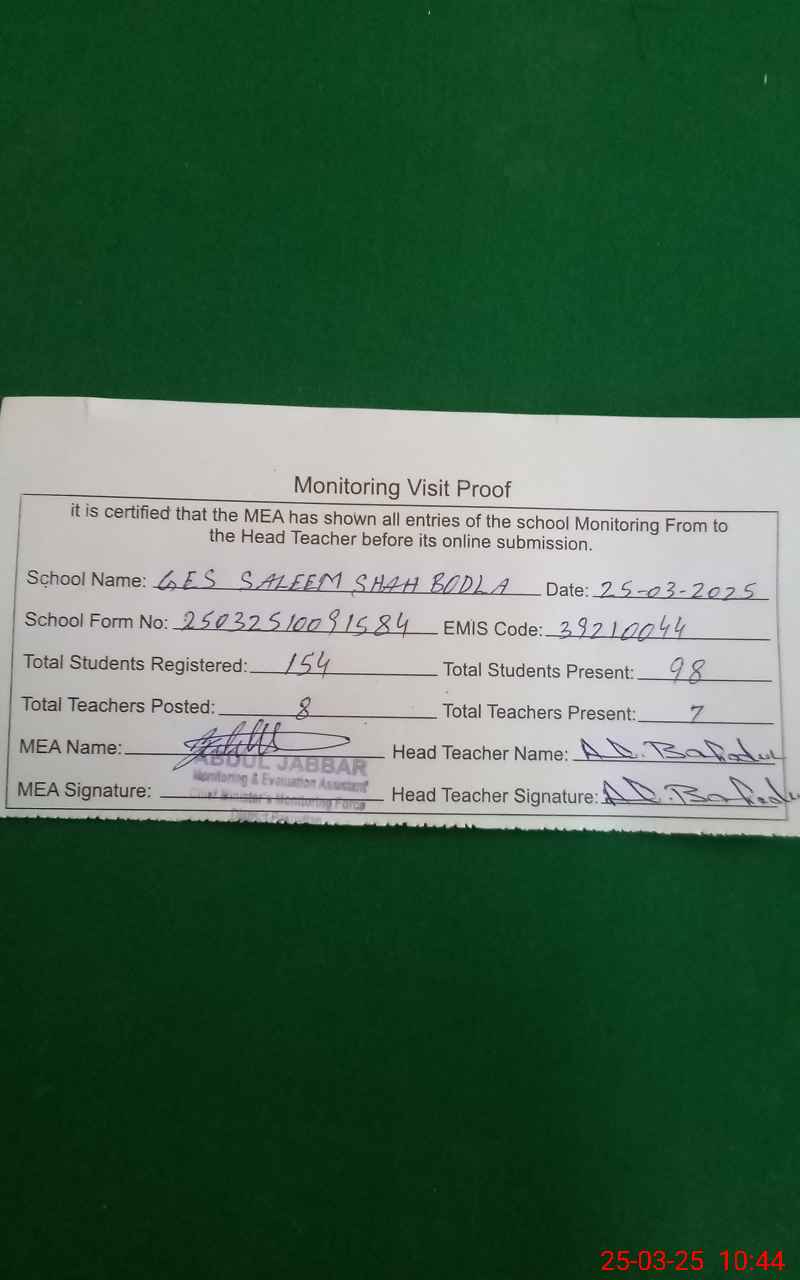 Monitoring Visit Proof
it is certified that the MEA has shown all entries of the school Monitoring From to
the Head Teacher before its online submission.
School Name: GES SALEEM SHAH BODLA Date: 25-03-2025
School Form No: 25032510091584 EMIS Code: 39210044
Total Students Registered: 154 Total Students Present: 98
Total Teachers Posted: 8 Total Teachers Present: 7
MEA Name: Head Teacher Name:
ABDUL JABBAR
Monitoring & Evaluation Assistant
MEA Signature: Head Teacher Signature:
Chief Minister's Monitoring Force
25-03-25 10:44